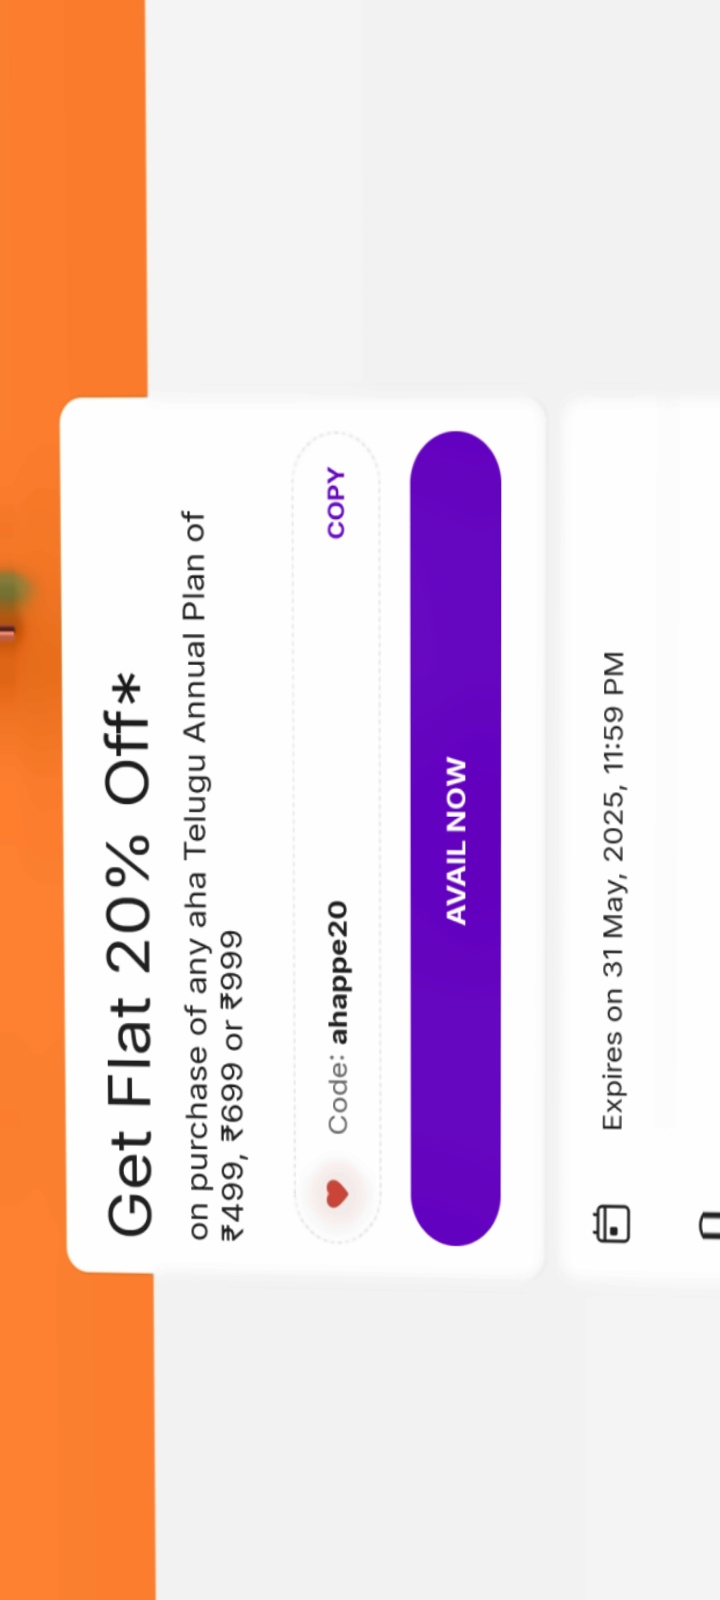 Get Flat 20% Off*
on purchase of any aha Telugu Annual Plan of
₹499, ₹699 or ₹999
Code: ahappe20
COPY
AVAIL NOW
Expires on 31 May, 2025, 11:59 PM